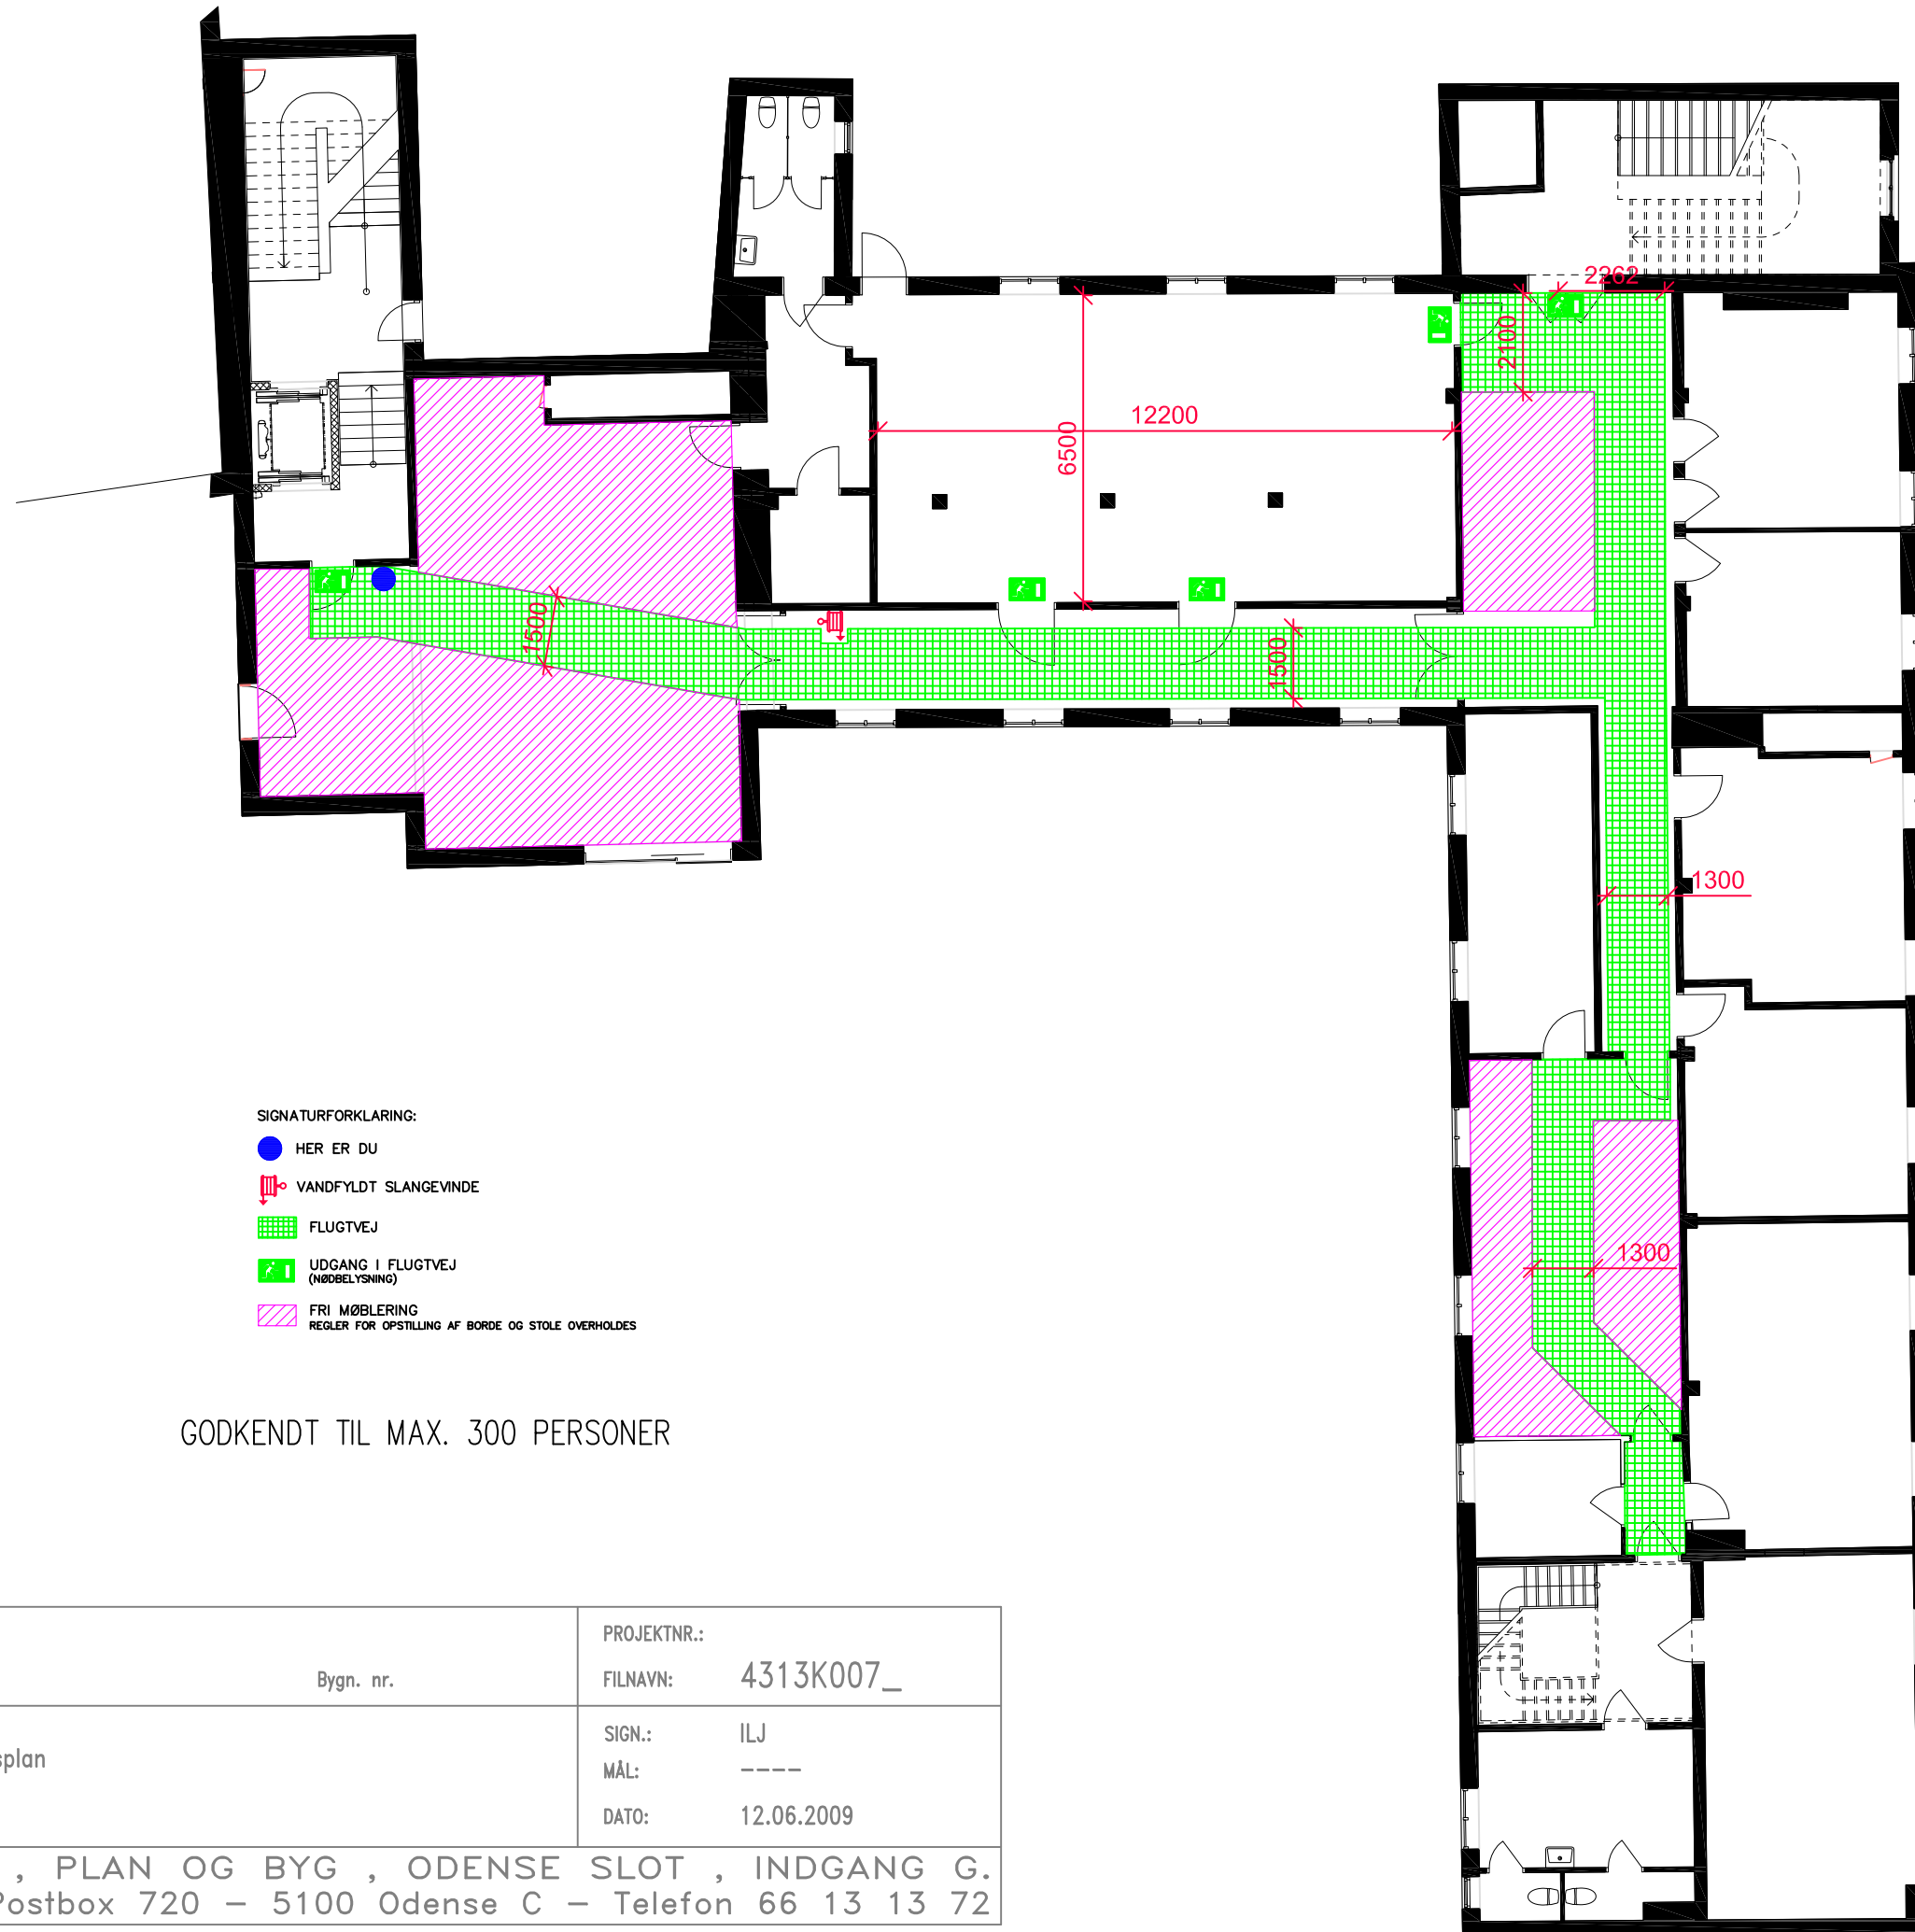 2262
2100
12200
6500
1500
1500
1300
SIGNATURFORKLARING:
HER ER DU
VANDFYLDT SLANGEVINDE
FLUGTVEJ
UDGANG I FLUGTVEJ
(NØDBELYSNING)
1300
FRI MØBLERING
REGLER FOR OPSTILLING AF BORDE OG STOLE OVERHOLDES
GODKENDT TIL MAX. 300 PERSONER
PROJEKTNR.:
Bygn. nr.
FILNAVN: 4313K007_
SIGN.: ILJ
splan
MÅL: ----
DATO: 12.06.2009
, PLAN OG BYG , ODENSE SLOT , INDGANG G.
Postbox 720 – 5100 Odense C – Telefon 66 13 13 72